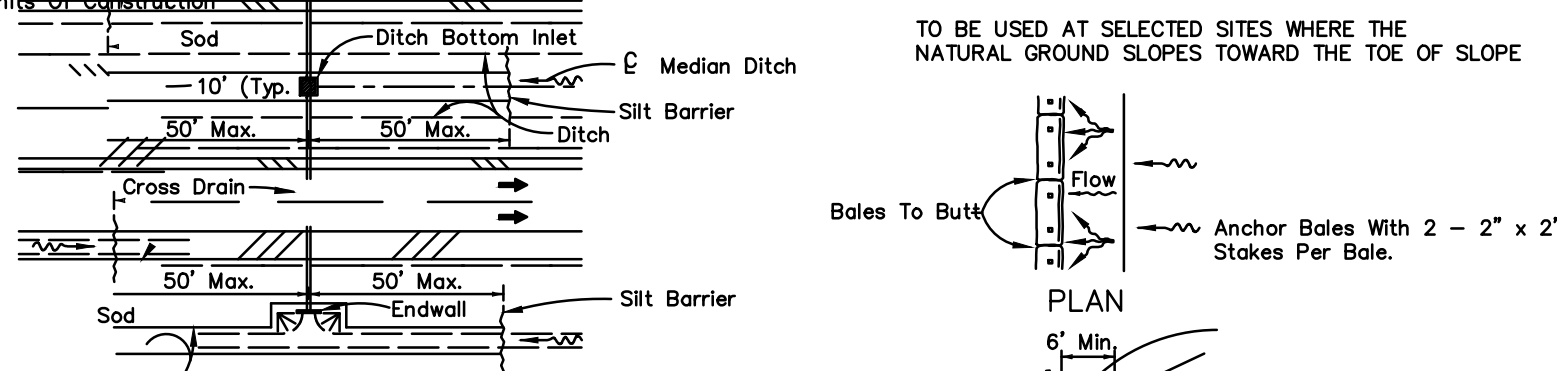 Of Construction
Sod
Ditch Bottom Inlet
℄ Median Ditch
10' (Typ.
Silt Barrier
50' Max.
50' Max.
Ditch
Cross Drain
50' Max.
50' Max.
Endwall
Silt Barrier
Sod
TO BE USED AT SELECTED SITES WHERE THE
NATURAL GROUND SLOPES TOWARD THE TOE OF SLOPE
Flow
Bales To Butt
Anchor Bales With 2 - 2" x 2'
Stakes Per Bale.
PLAN
6' Min.